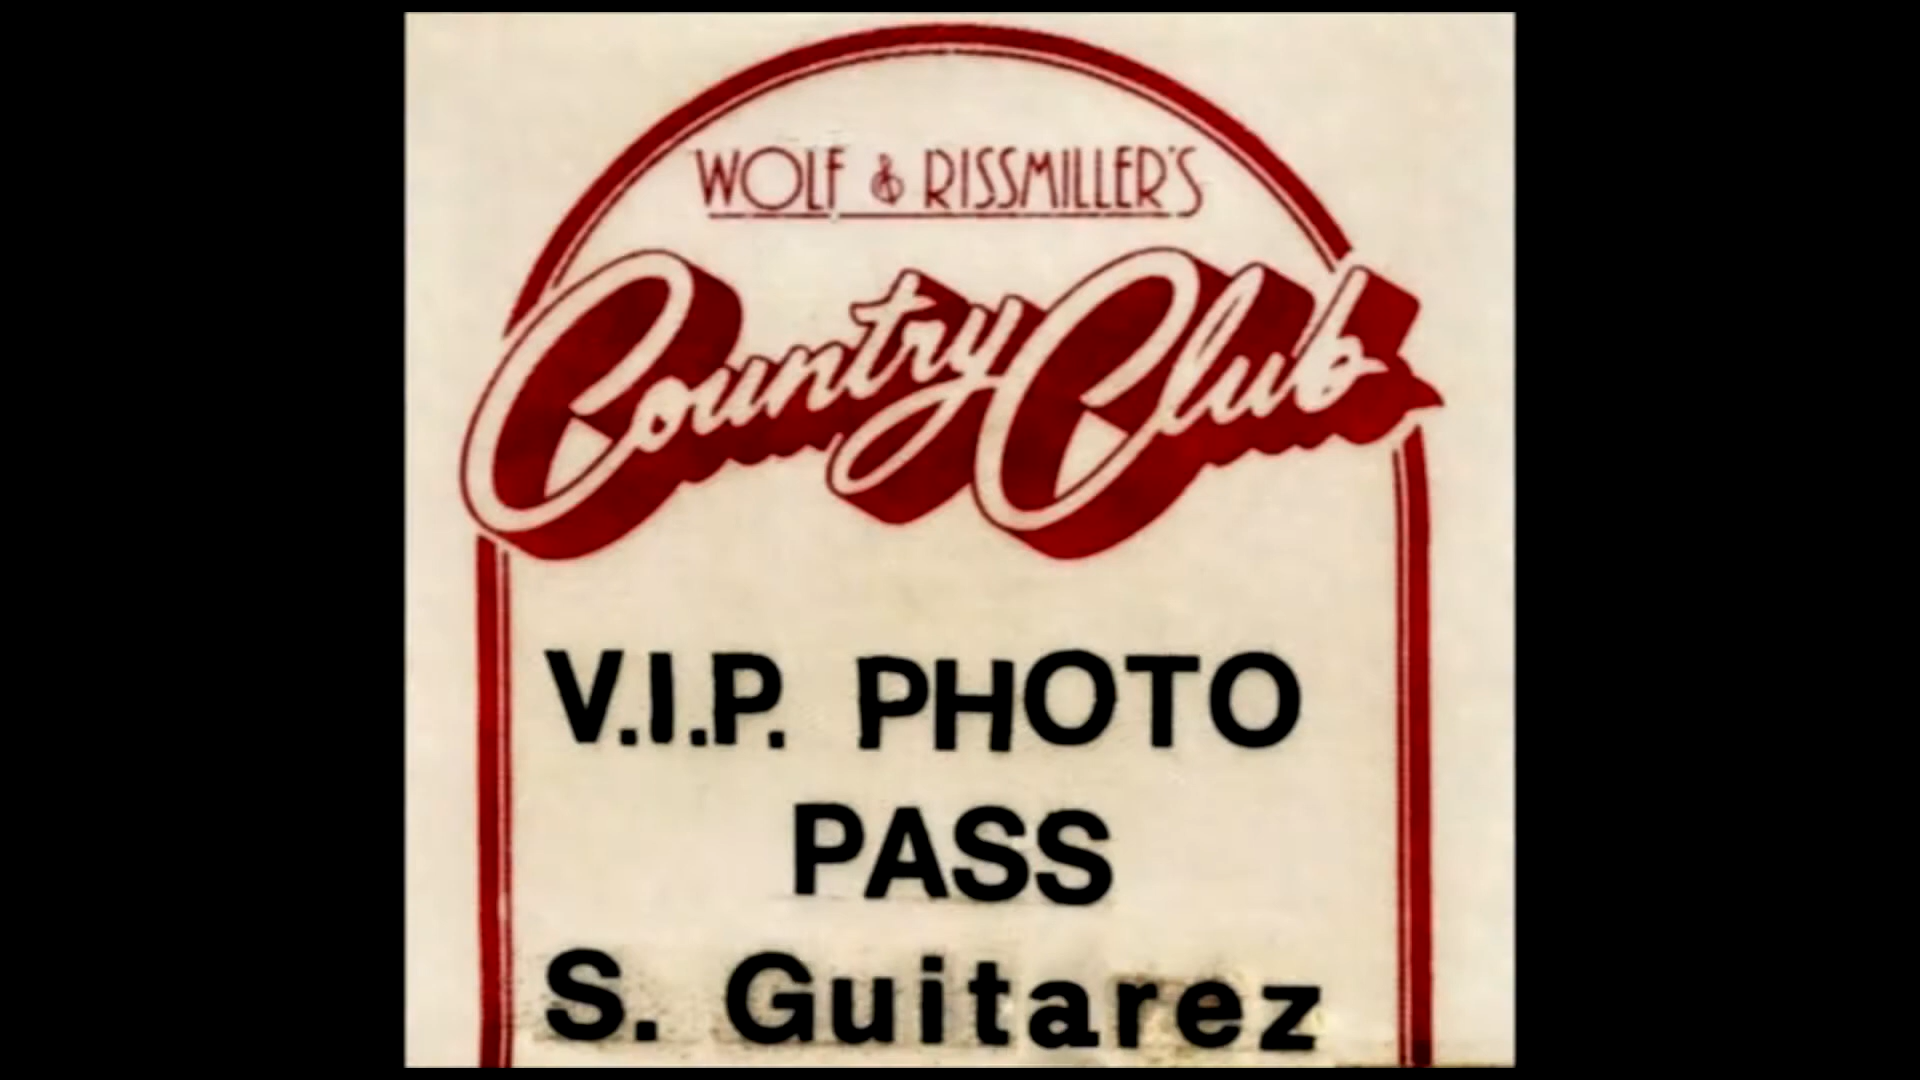 WOLF & RISSMILLER'S
Country Club
V.I.P. PHOTO
PASS
S. Guitarez